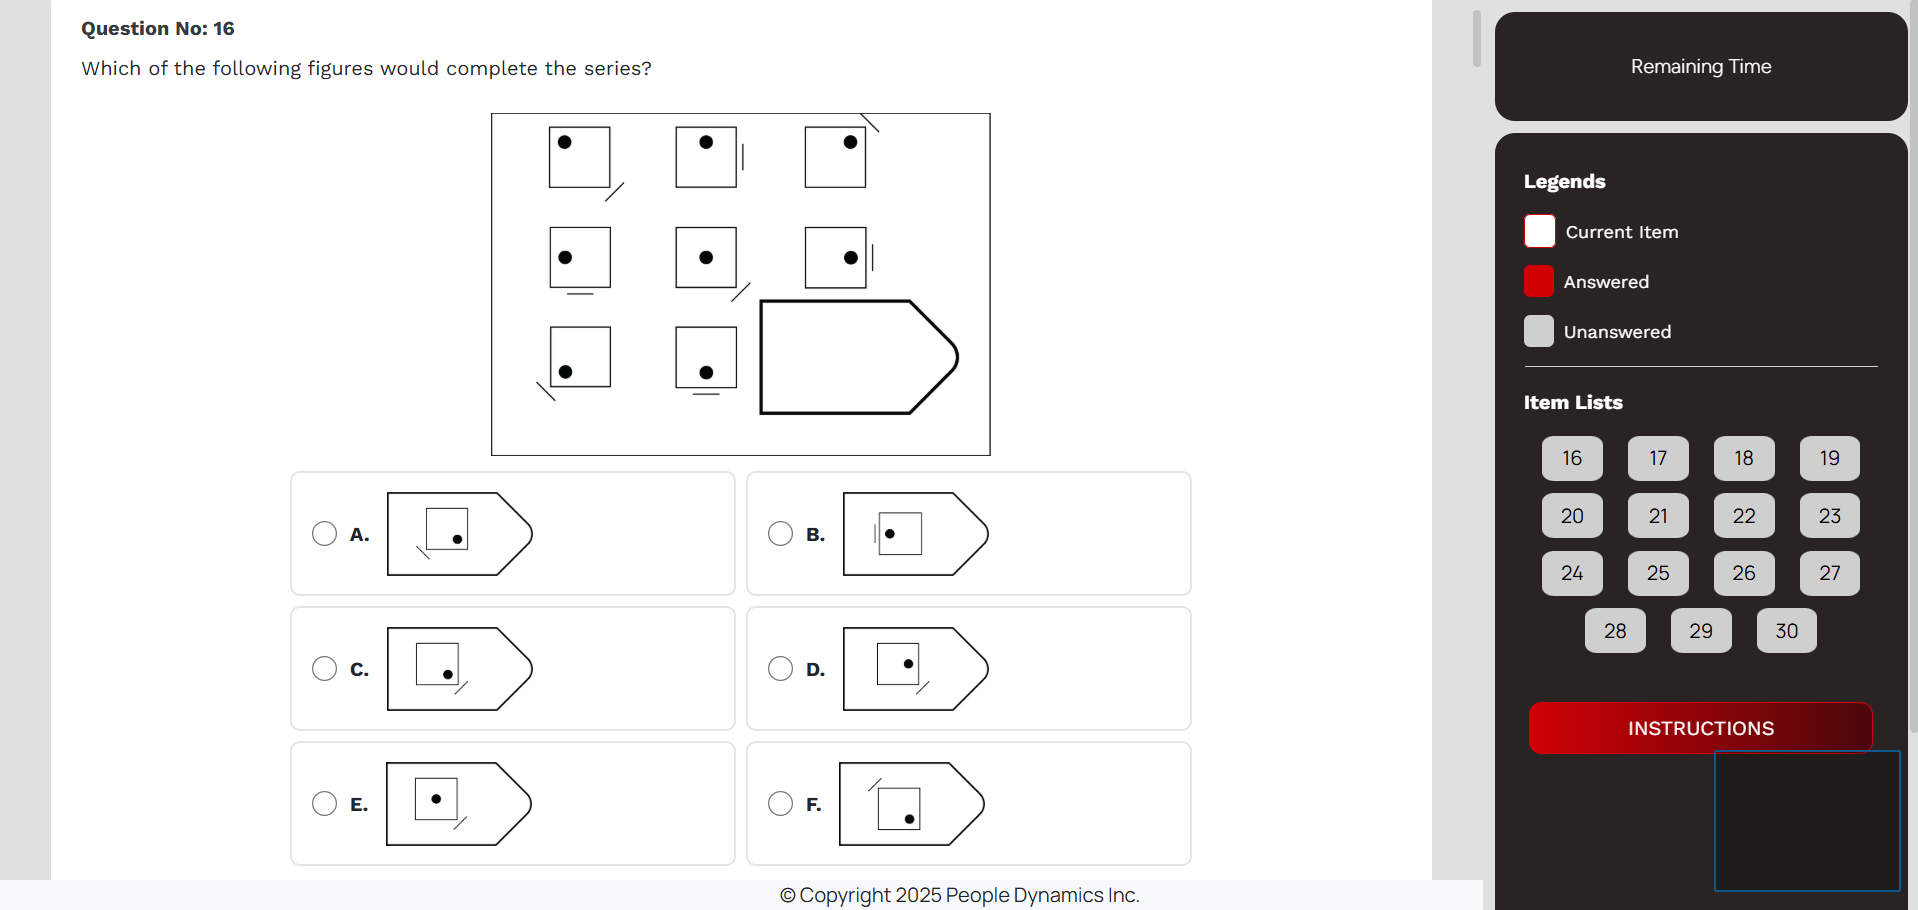 Question No: 16
Which of the following figures would complete the series?
A.
B.
C.
D.
E.
F.
© Copyright 2025 People Dynamics Inc.
Remaining Time
Legends
Current Item
Answered
Unanswered
Item Lists
16 17 18 19
20 21 22 23
24 25 26 27
28 29 30
INSTRUCTIONS